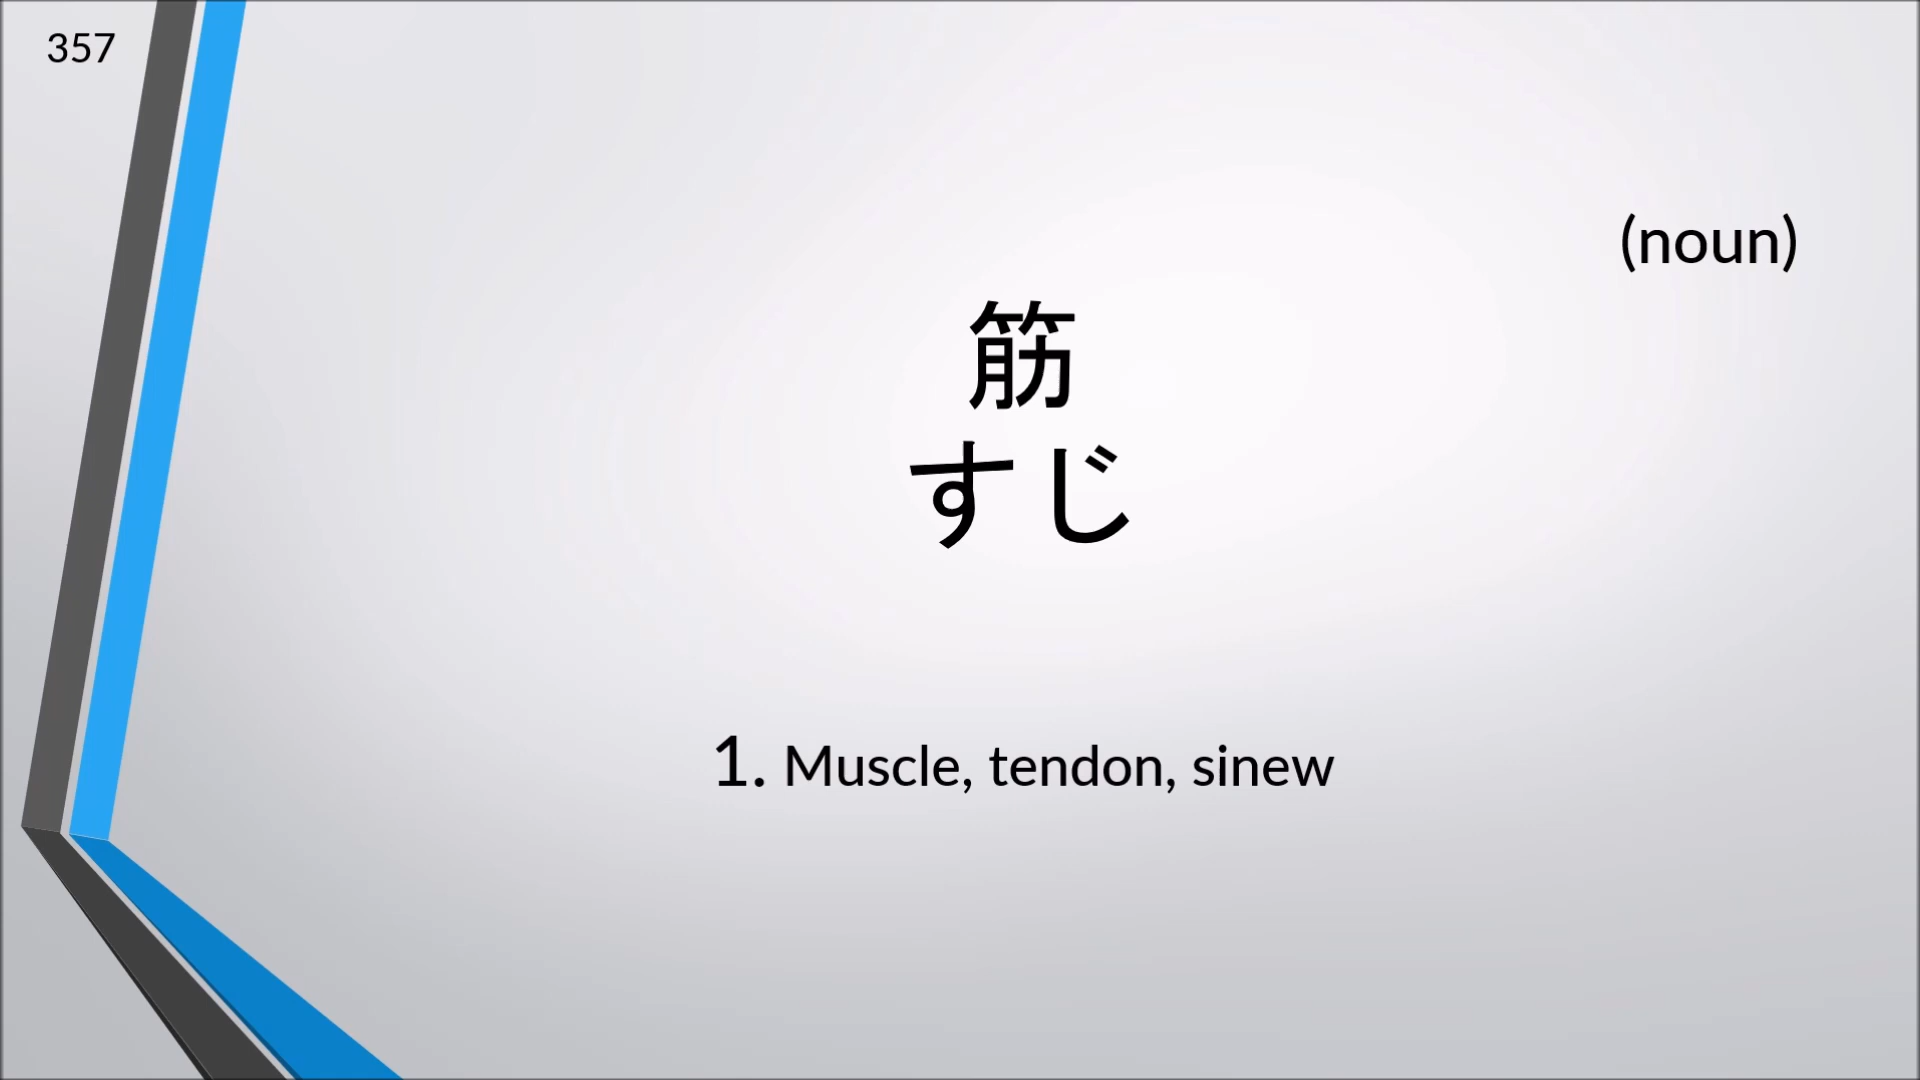 357
(noun)
筋
すじ
1. Muscle, tendon, sinew